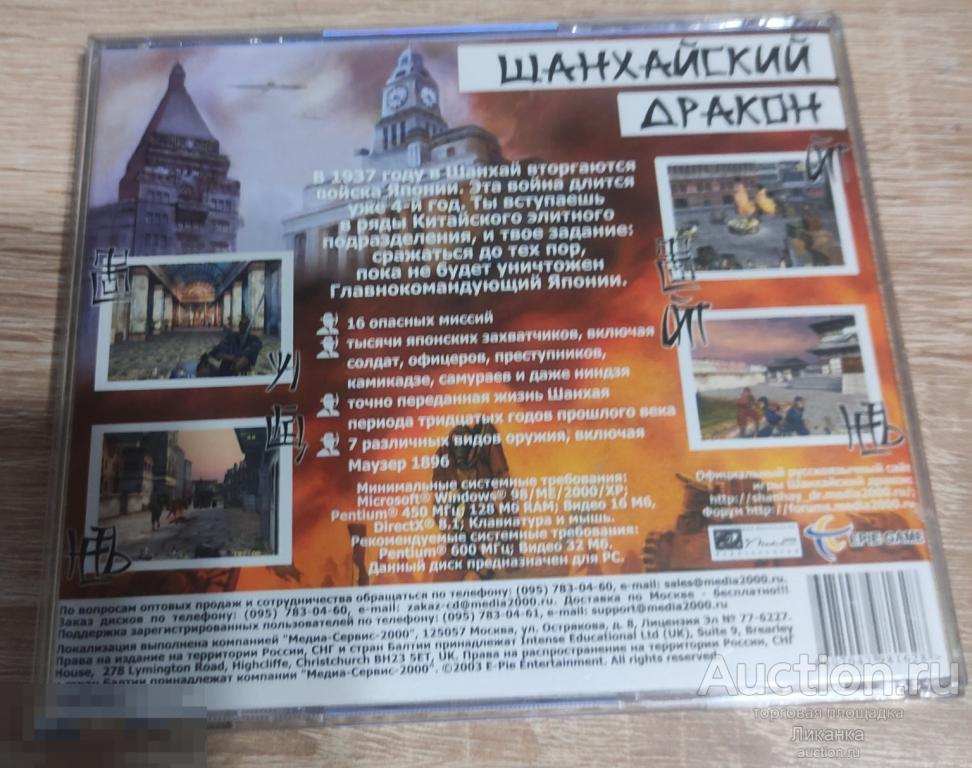 ШАНХАЙСКИЙ
ДРАКОН
В 1937 году в Шанхай вторгаются
войска Японии. Эта война длится
уже 4-й год. Ты вступаешь
в ряды Китайского элитного
подразделения, и твое задание:
сражаться до тех пор,
пока не будет уничтожен
Главнокомандующий Японии.
16 опасных миссий
тысячи японских захватчиков, включая
солдат, офицеров, преступников,
камикадзе, самураев и даже ниндзя
точно переданная жизнь Шанхая
периода тридцатых годов прошлого века
7 различных видов оружия, включая
Маузер 1896
Минимальные системные требования:
Microsoft® Windows® 98/ME/2000/XP;
Pentium® 450 МГц; 128 Мб RAM; Видео 16 Мб,
DirectX® 8.1; Клавиатура и мышь.
Рекомендуемые системные требования:
Pentium® 600 МГц; Видео 32 Мб.
Данный диск предназначен для PC.
Официальный русскоязычный сайт
игры Шанхайский дракон:
http://shanhay_dr.media2000.ru/;
Форум http://forums.media2000.ru
EPIE GAME
По вопросам оптовых продаж и сотрудничества обращаться по телефону: (095) 783-04-60, e-mail: sales@media2000.ru.
Заказ дисков по телефону: (095) 783-04-60, e-mail: zakaz-cd@media2000.ru. Доставка по Москве - бесплатно!!!
Поддержка зарегистрированных пользователей по телефону: (095) 783-04-61, e-mail: support@media2000.ru
Локализация выполнена компанией "Медиа-Сервис-2000", 125057 Москва, ул. Острякова, д. 8, Лицензия Эл № 77-6227.
Права на издание на территории России, СНГ и стран Балтии принадлежат Intense Educational Ltd (UK), Suite 9, Brearley
House, 278 Lymington Road, Highcliffe, Christchurch BH23 5ET, UK. Права на распространение на территории России, СНГ
и стран Балтии принадлежат компании "Медиа-Сервис-2000". ©2003 E-Pie Entertainment. All rights reserved.
Auction.ru
торговая площадка
Ликанка
auction.ru